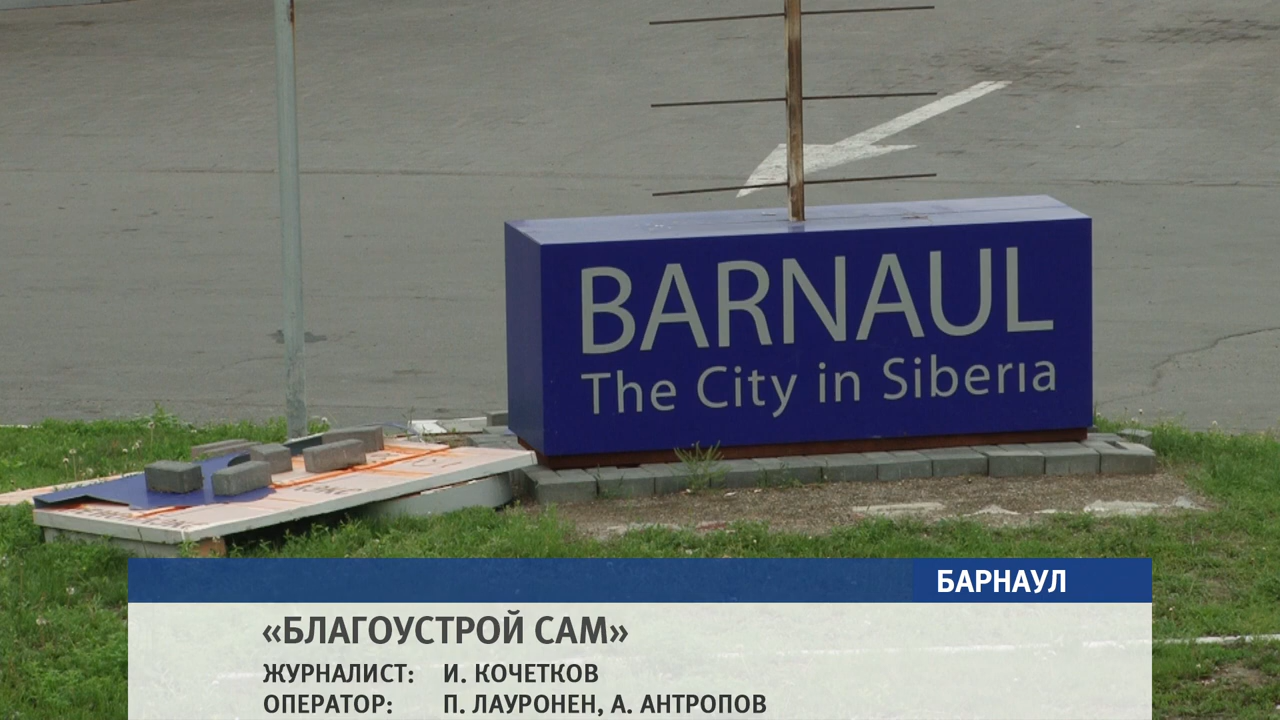 BARNAUL
The City in Siberia
БАРНАУЛ
«БЛАГОУСТРОЙ САМ»
ЖУРНАЛИСТ: И. КОЧЕТКОВ
ОПЕРАТОР: П. ЛАУРОНЕН, А. АНТРОПОВ